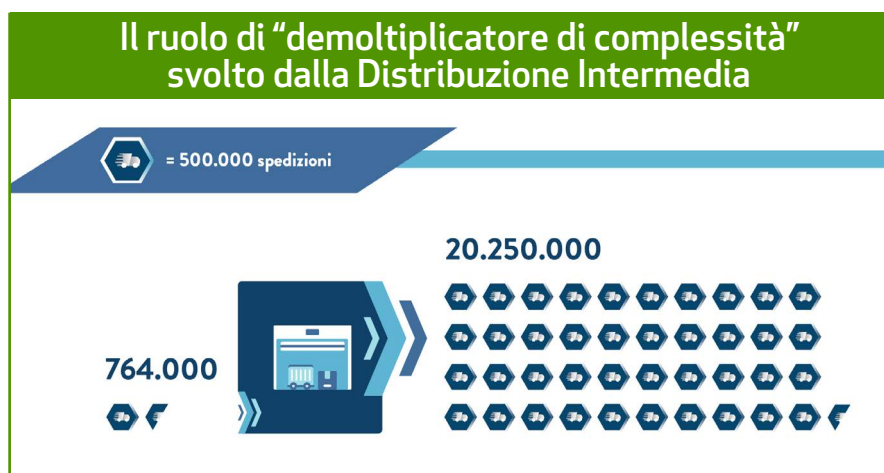 Il ruolo di “demoltiplicatore di complessità”
svolto dalla Distribuzione Intermedia
= 500.000 spedizioni
20.250.000
764.000